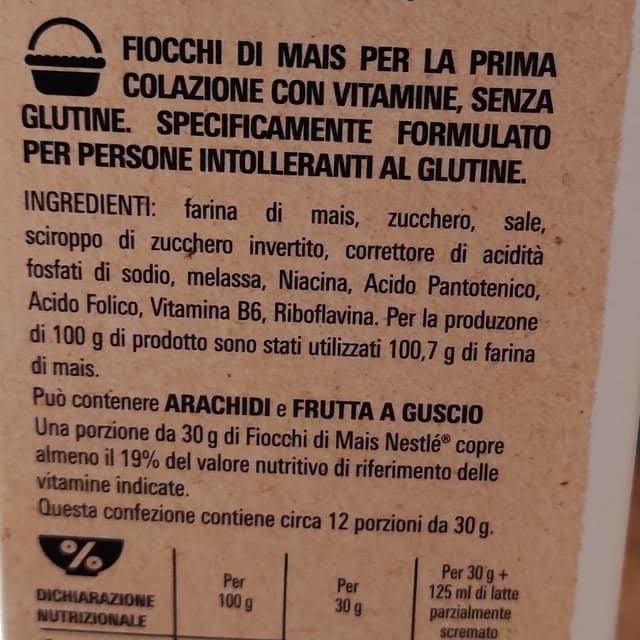 FIOCCHI DI MAIS PER LA PRIMA
COLAZIONE CON VITAMINE, SENZA
GLUTINE. SPECIFICAMENTE FORMULATO
PER PERSONE INTOLLERANTI AL GLUTINE.
INGREDIENTI: farina di mais, zucchero, sale,
sciroppo di zucchero invertito, correttore di acidità
fosfati di sodio, melassa, Niacina, Acido Pantotenico,
Acido Folico, Vitamina B6, Riboflavina. Per la produzone
di 100 g di prodotto sono stati utilizzati 100,7 g di farina
di mais.
Può contenere ARACHIDI e FRUTTA A GUSCIO
Una porzione da 30 g di Fiocchi di Mais Nestlé® copre
almeno il 19% del valore nutritivo di riferimento delle
vitamine indicate.
Questa confezione contiene circa 12 porzioni da 30 g.
%
DICHIARAZIONE
NUTRIZIONALE
Per
100 g
Per
30 g
Per 30 g +
125 ml di latte
parzialmente
scremato